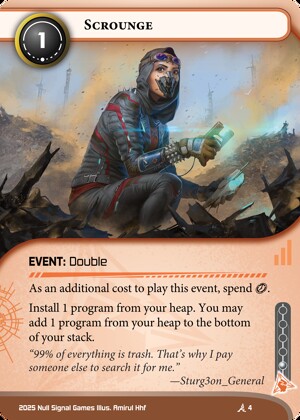 1
Scrounge
EVENT: Double
As an additional cost to play this event, spend
Install 1 program from your heap. You may
add 1 program from your heap to the bottom
of your stack.
“99% of everything is trash. That’s why I pay
someone else to search it for me.”
—Sturg3on_General
2025 Null Signal Games Illus. Amirul Hhf
4